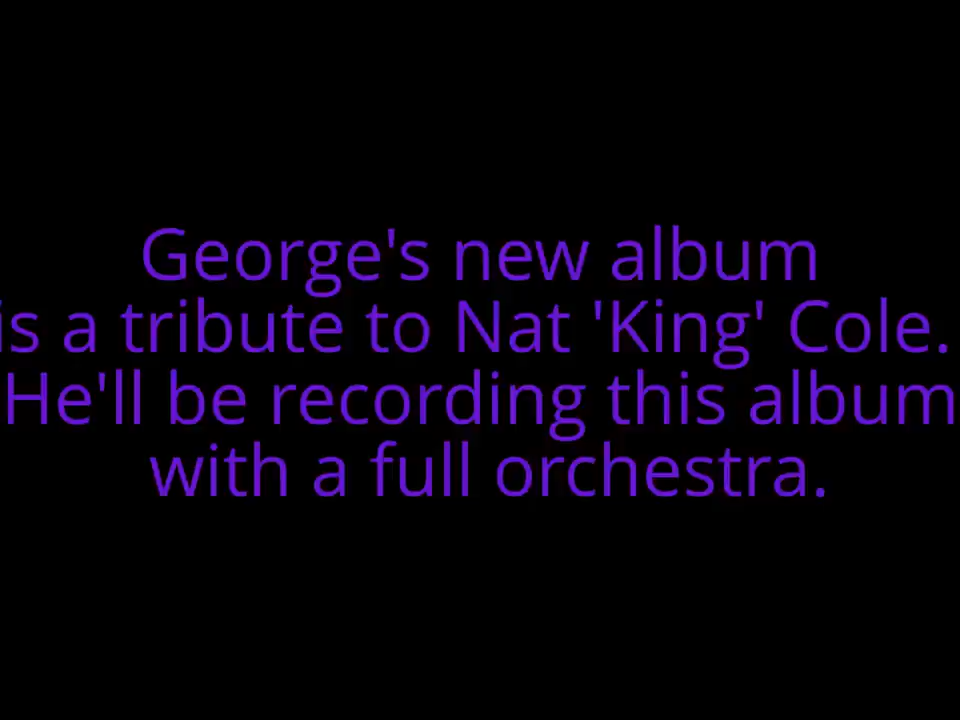 George's new album
is a tribute to Nat 'King' Cole.
He'll be recording this album
with a full orchestra.